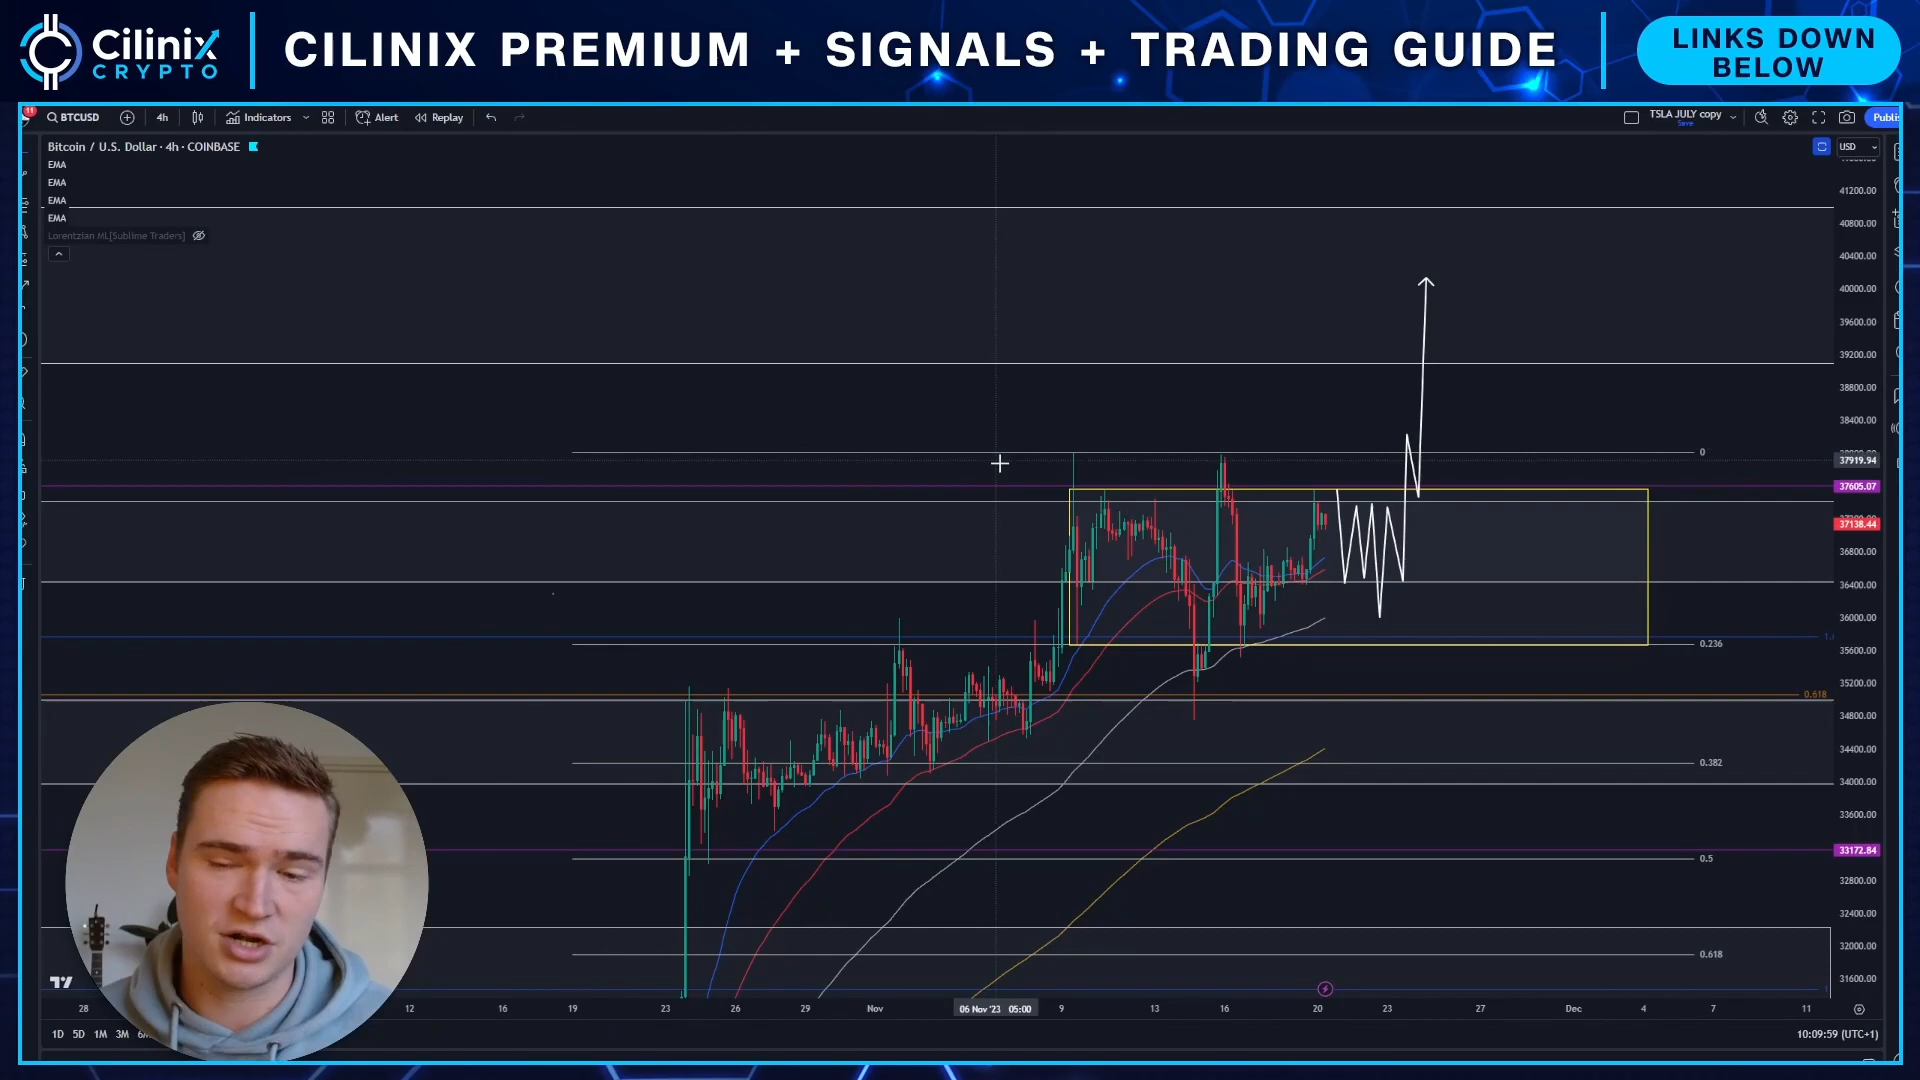 Cilinix
CRYPTO
CILINIX PREMIUM + SIGNALS + TRADING GUIDE
LINKS DOWN
BELOW
11
BTCUSD
4h
Indicators
Alert
Replay
TSLA JULY copy
Save
Publis
Bitcoin / U.S. Dollar · 4h · COINBASE
USD
EMA
EMA
EMA
EMA
Lorentzian ML[Sublime Traders]
41200.00
40800.00
40400.00
40000.00
39600.00
39200.00
38800.00
38400.00
0
37919.94
37605.07
37138.44
36800.00
36400.00
36000.00
35600.00
0.236
35200.00
0.618
34800.00
34400.00
0.382
34000.00
33600.00
33172.84
0.5
32800.00
32400.00
32000.00
0.618
31600.00
28
12
16
19
23
26
29
Nov
06 Nov '23 05:00
9
13
16
20
23
27
Dec
4
7
11
1D 5D 1M 3M
10:09:59 (UTC+1)